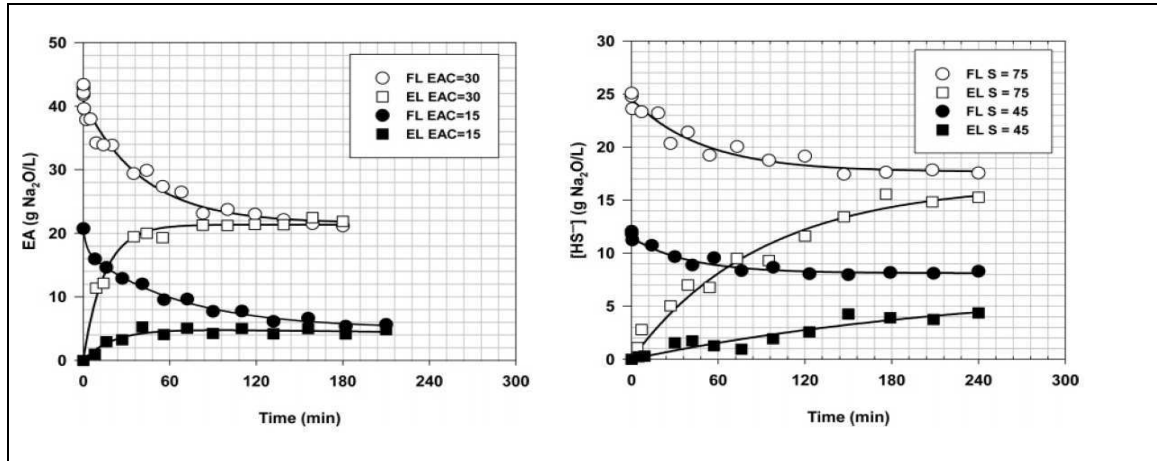 50
40
30
20
10
0
EA (g Na₂O/L)
FL EAC=30
EL EAC=30
FL EAC=15
EL EAC=15
0 60 120 180 240 300
Time (min)
30
25
20
15
10
5
0
[HS⁻] (g Na₂O/L)
FL S = 75
EL S = 75
FL S = 45
EL S = 45
0 60 120 180 240 300
Time (min)